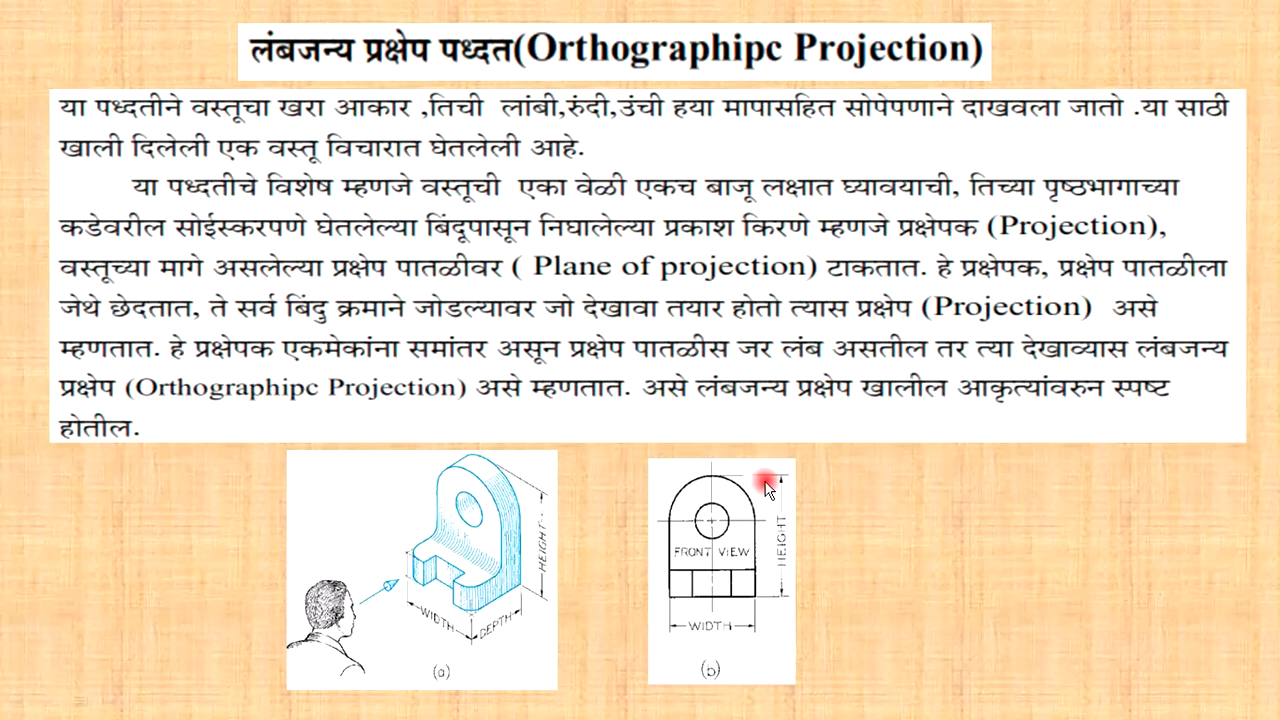 लंबजन्य प्रक्षेप पध्दत(Orthographipc Projection)
या पध्दतीने वस्तूचा खरा आकार ,तिची लांबी,रुंदी,उंची हया मापासहित सोपेपणाने दाखवला जातो .या साठी
खाली दिलेली एक वस्तू विचारात घेतलेली आहे.
या पध्दतीचे विशेष म्हणजे वस्तूची एका वेळी एकच बाजू लक्षात घ्यावयाची, तिच्या पृष्ठभागाच्या
कडेवरील सोईस्करपणे घेतलेल्या बिंदूपासून निघालेल्या प्रकाश किरणे म्हणजे प्रक्षेपक (Projection),
वस्तूच्या मागे असलेल्या प्रक्षेप पातळीवर ( Plane of projection) टाकतात. हे प्रक्षेपक, प्रक्षेप पातळीला
जेथे छेदतात, ते सर्व बिंदु क्रमाने जोडल्यावर जो देखावा तयार होतो त्यास प्रक्षेप (Projection) असे
म्हणतात. हे प्रक्षेपक एकमेकांना समांतर असून प्रक्षेप पातळीस जर लंब असतील तर त्या देखाव्यास लंबजन्य
प्रक्षेप (Orthographipc Projection) असे म्हणतात. असे लंबजन्य प्रक्षेप खालील आकृत्यांवरुन स्पष्ट
होतील.
HEIGHT
WIDTH
DEPTH
(a)
FRONT VIEW
HEIGHT
WIDTH
(b)